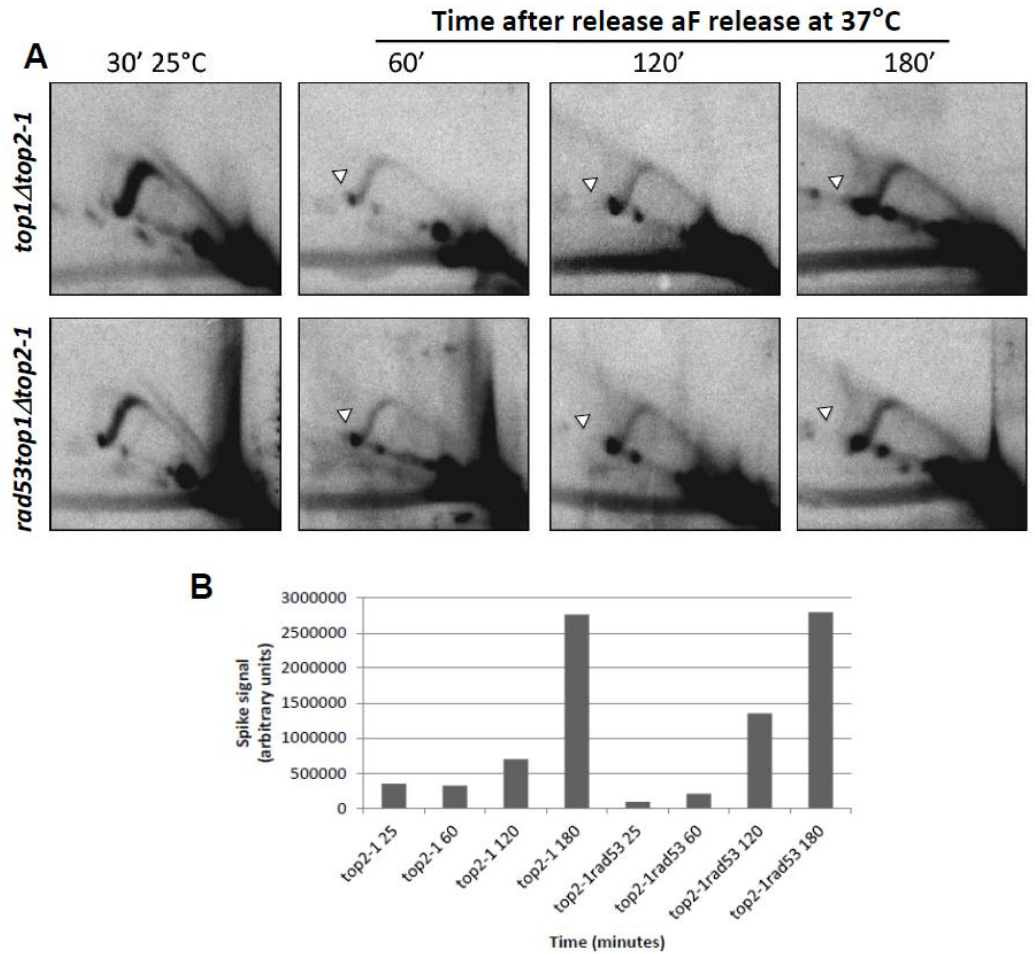 Time after release aF release at 37°C
A
30’ 25°C
60’
120’
180’
top1Δtop2-1
rad53top1Δtop2-1
B
Spike signal
(arbitrary units)
3000000
2500000
2000000
1500000
1000000
500000
0
top2-1 25
top2-1 60
top2-1 120
top2-1 180
top2-1rad53 25
top2-1rad53 60
top2-1rad53 120
top2-1rad53 180
Time (minutes)